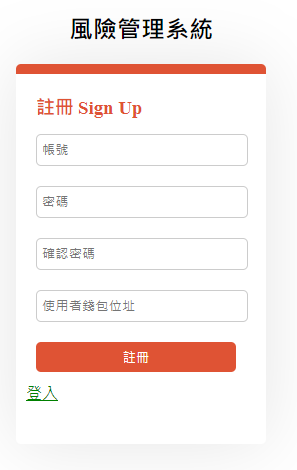 風險管理系統
註冊 Sign Up
帳號
密碼
確認密碼
使用者錢包位址
註冊
登入